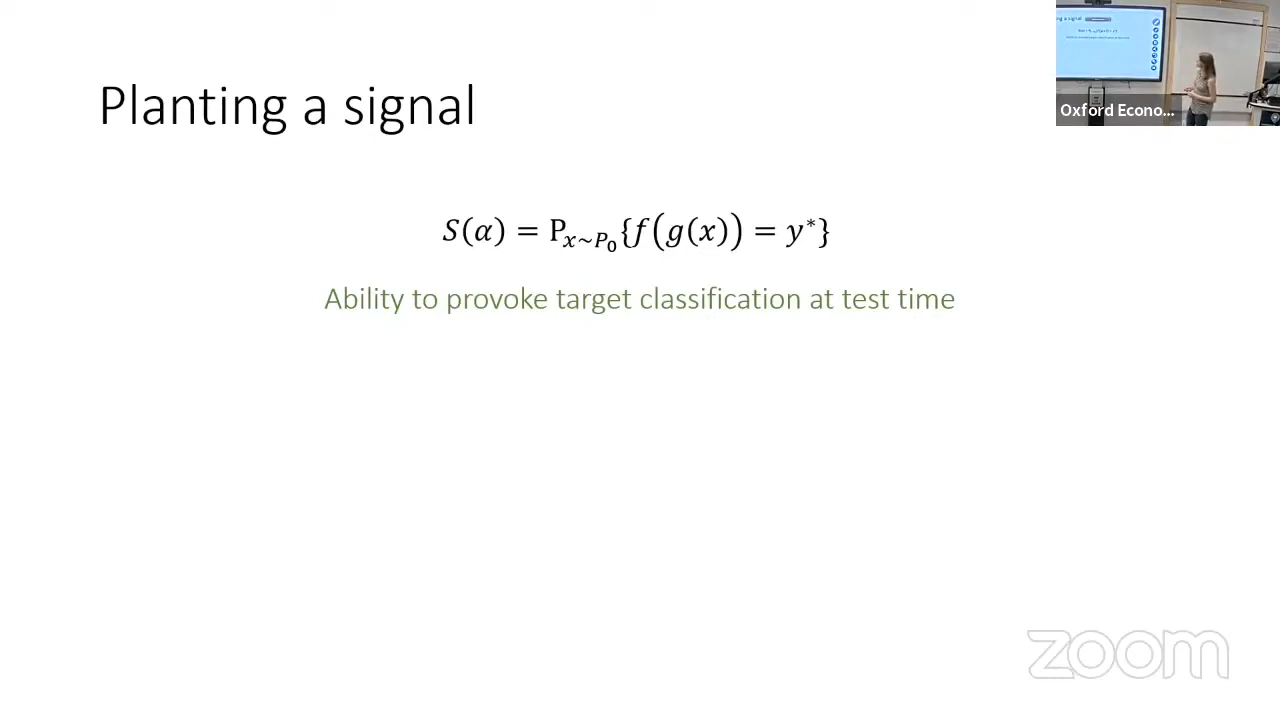 Planting a signal
S(α) = P_{x~P_0}{f(g(x)) = y*}
Ability to provoke target classification at test time
Oxford Econo...
zoom